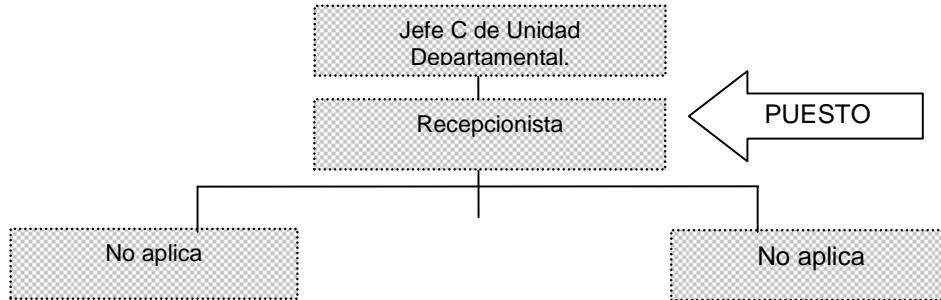 Jefe C de Unidad
Departamental.
Recepcionista
PUESTO
No aplica
No aplica